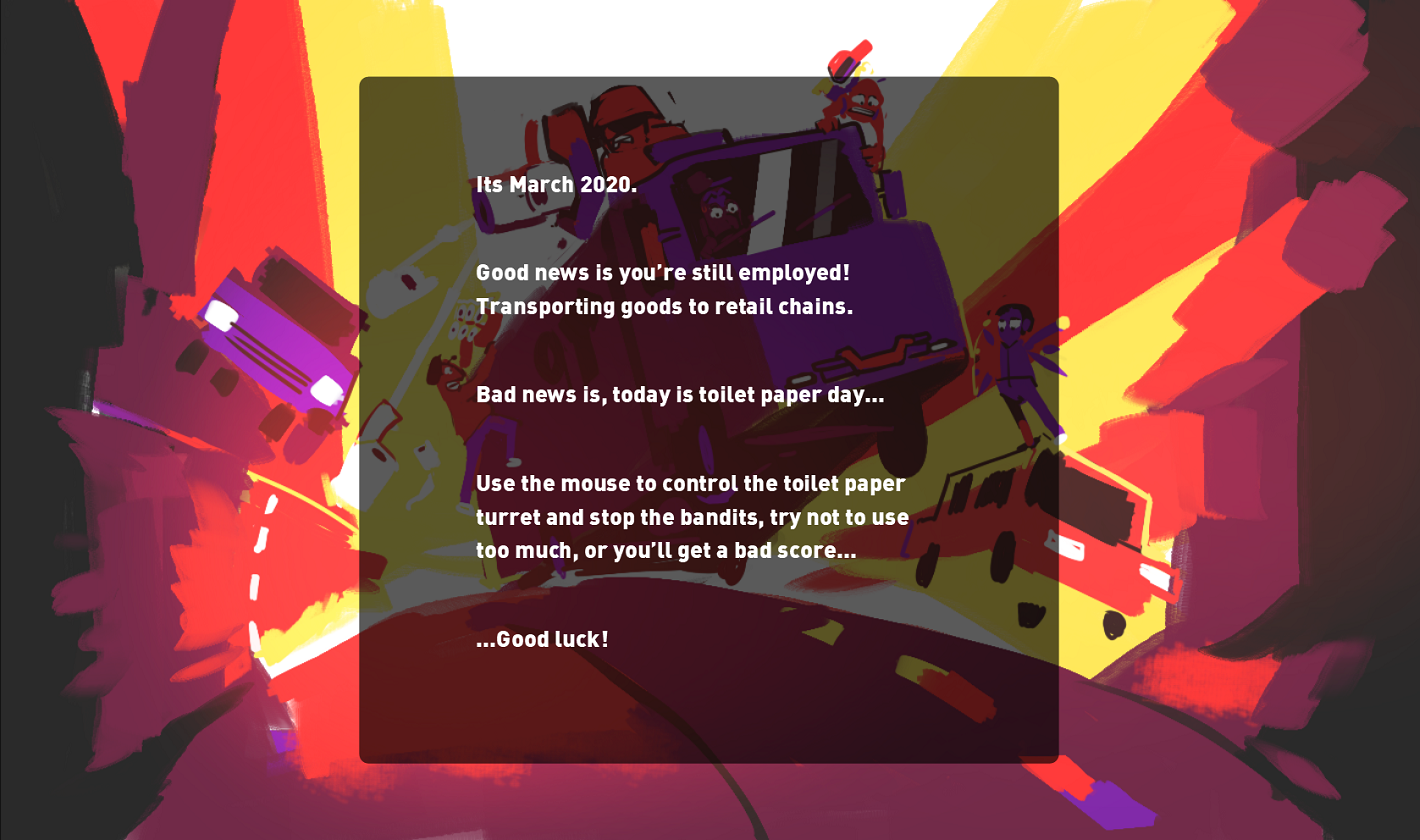 Its March 2020.
Good news is you’re still employed!
Transporting goods to retail chains.
Bad news is, today is toilet paper day...
Use the mouse to control the toilet paper
turret and stop the bandits, try not to use
too much, or you’ll get a bad score...
...Good luck!